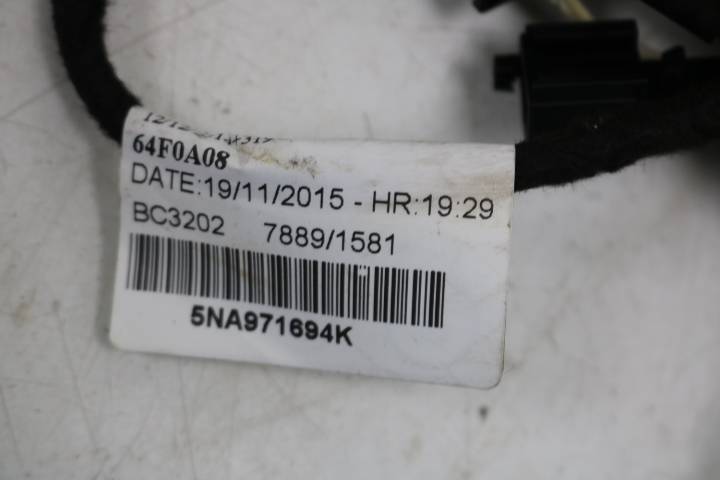 64F0A08
DATE:19/11/2015 - HR:19:29
BC3202 7889/1581
5NA971694K